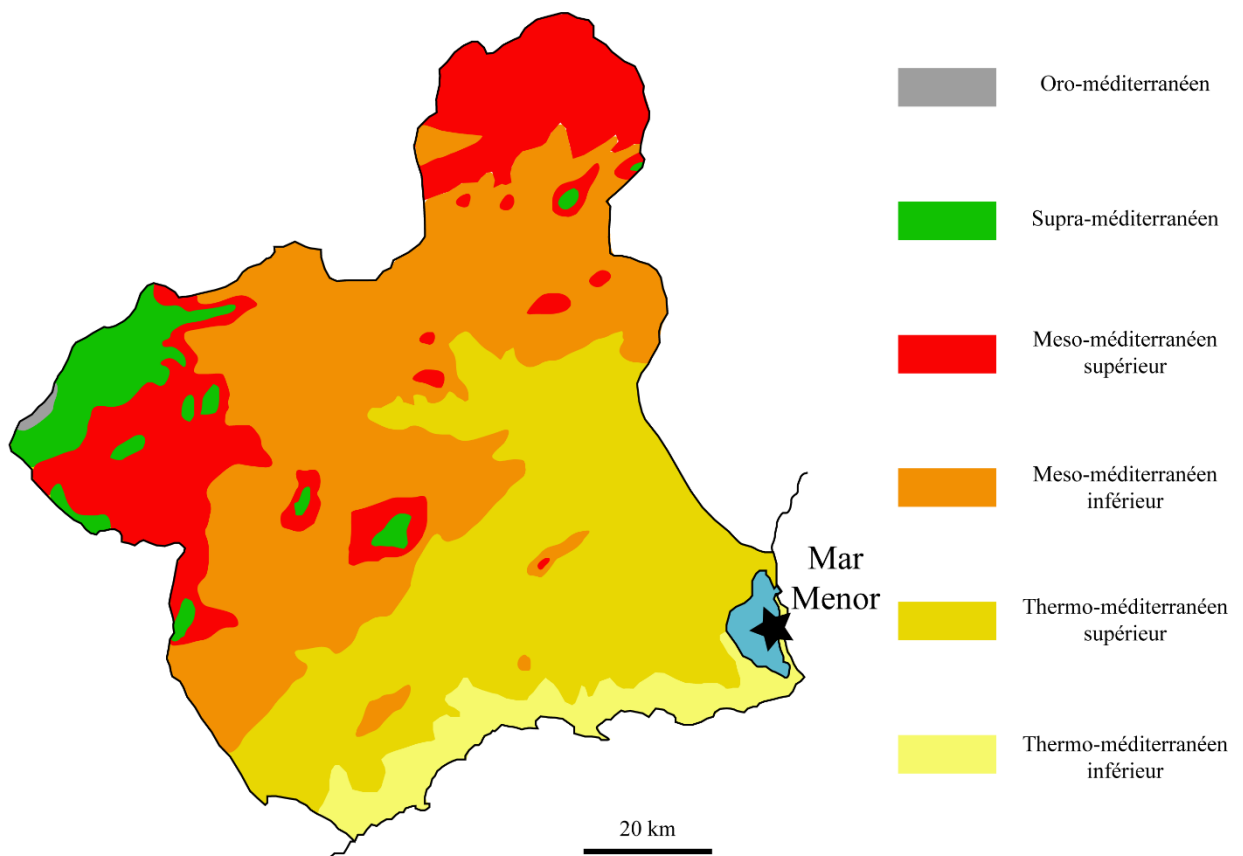 Oro-méditerranéen
Supra-méditerranéen
Meso-méditerranéen
supérieur
Meso-méditerranéen
inférieur
Mar
Menor
Thermo-méditerranéen
supérieur
Thermo-méditerranéen
inférieur
20 km